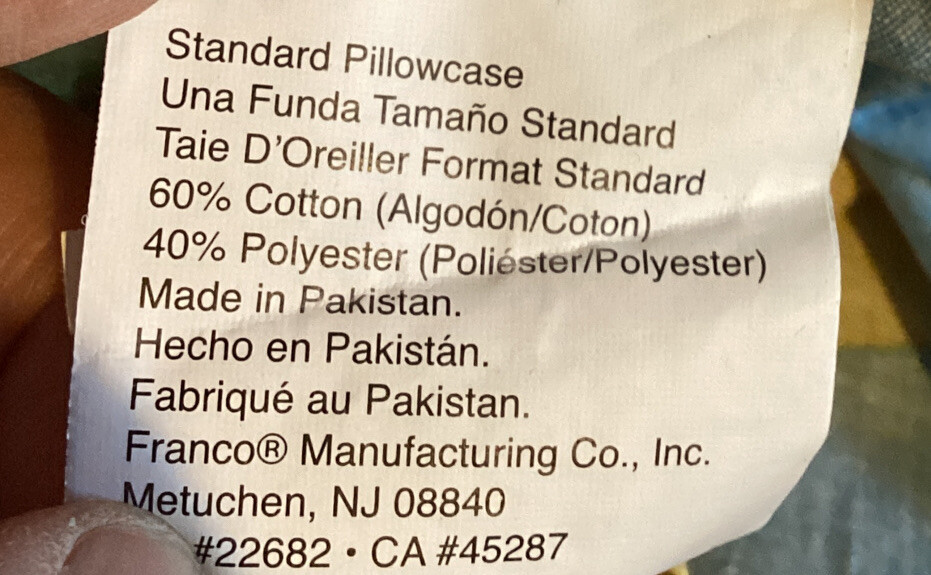 Standard Pillowcase
Una Funda Tamaño Standard
Taie D'Oreiller Format Standard
60% Cotton (Algodón/Coton)
40% Polyester (Poliéster/Polyester)
Made in Pakistan.
Hecho en Pakistán.
Fabriqué au Pakistan.
Franco® Manufacturing Co., Inc.
Metuchen, NJ 08840
#22682 • CA #45287